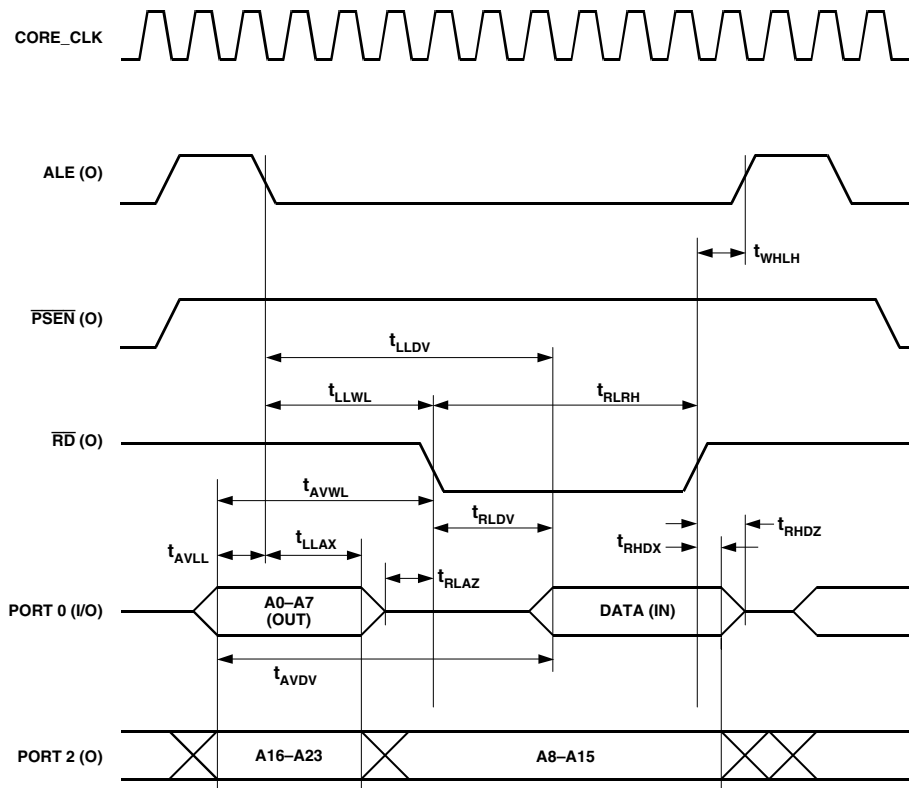 CORE_CLK
ALE (O)
tWHLH
PSEN (O)
tLLDV
tLLWL
tRLRH
RD (O)
tAVWL
tRLDV
tRHDZ
tAVLL
tLLAX
tRHDX
tRLAZ
PORT 0 (I/O)
A0–A7
(OUT)
DATA (IN)
tAVDV
PORT 2 (O)
A16–A23
A8–A15